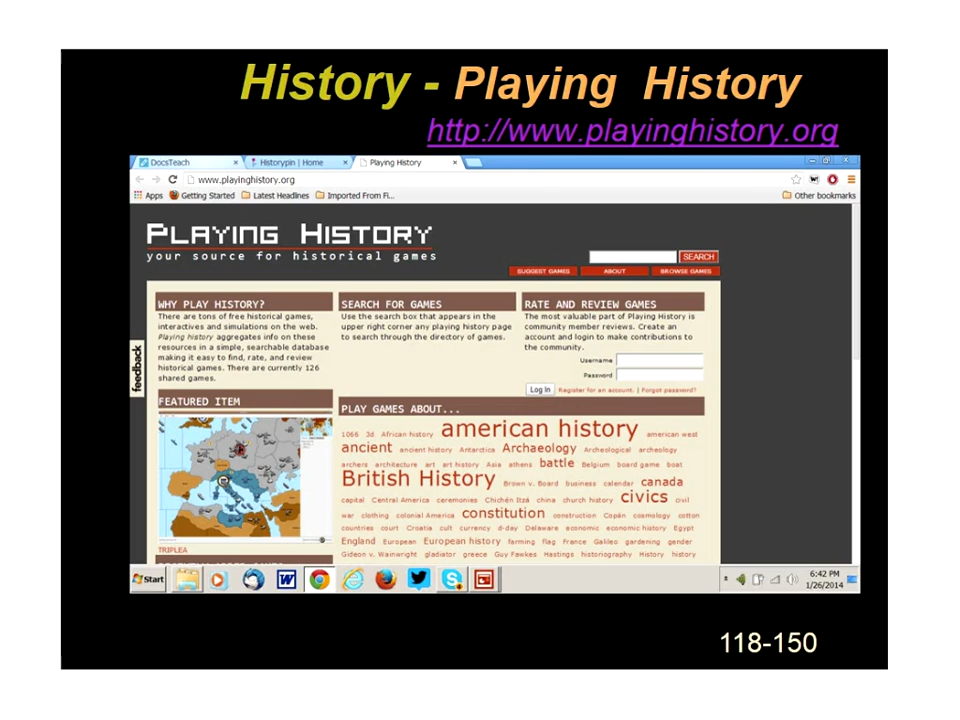 History - Playing History
http://www.playinghistory.org
DocsTeach × Historypin | Home × Playing History ×
www.playinghistory.org
Apps Getting Started Latest Headlines Imported From Fi... Other bookmarks
PLAYING HISTORY
your source for historical games
SEARCH
SUGGEST GAMES ABOUT BROWSE GAMES
WHY PLAY HISTORY?
There are tons of free historical games,
interactives and simulations on the web.
Playing history aggregates info on these
resources in a simple, searchable database
making it easy to find, rate, and review
historical games. There are currently 126
shared games.
SEARCH FOR GAMES
Use the search box that appears in the
upper right corner any playing history page
to search through the directory of games.
RATE AND REVIEW GAMES
The most valuable part of Playing History is
community member reviews. Create an
account and login to make contributions to
the community.
Username
Password
Log In Register for an account. | Forgot password?
feedback
FEATURED ITEM
TRIPLEA
PLAY GAMES ABOUT...
1066 3d African history american history american west
ancient ancient history Antarctica Archaeology Archeological archeology
archers architecture art art history Asia athens battle Belgium board game boat
British History Brown v. Board business calendar canada
capital Central America ceremonies Chichén Itzá china church history civics civil
war clothing colonial America constitution construction Copán cosmology cotton
countries court Croatia cult currency d-day Delaware economic economic history Egypt
England European European history farming flag France Galileo gardening gender
Gideon v. Wainwright gladiator greece Guy Fawkes Hastings historiography History history
Start
6:42 PM
1/26/2014
118-150